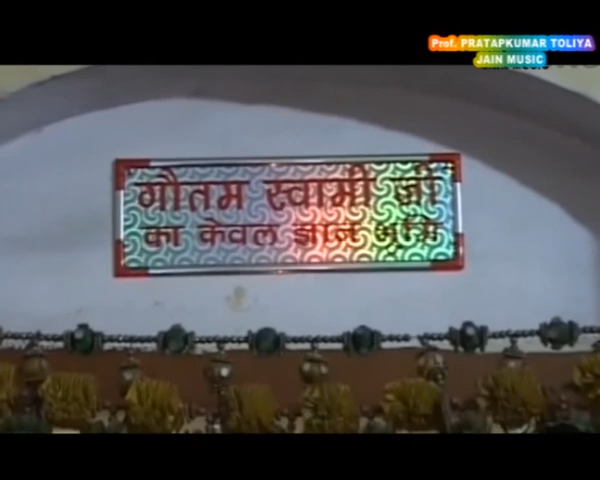 Prof. PRATAPKUMAR TOLIYA
JAIN MUSIC
गौतम स्वामी जी
का केवल ज्ञान भूमि